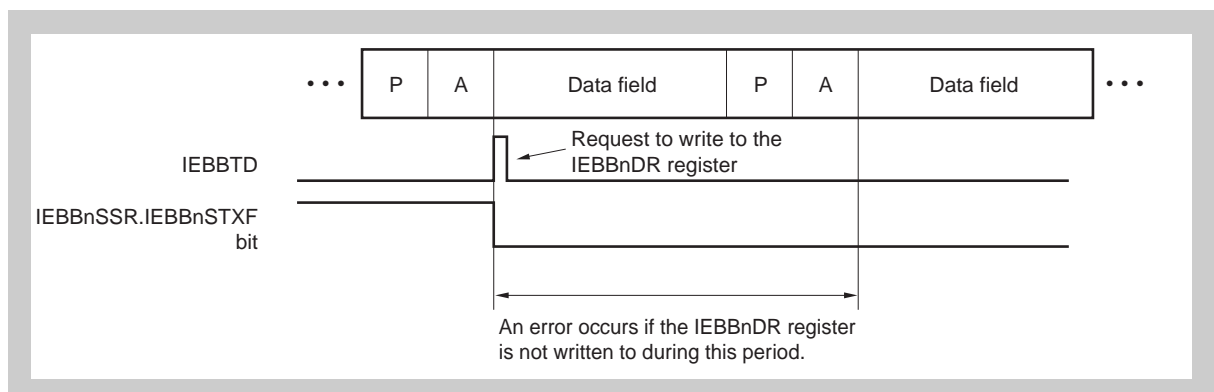 ••• P A Data field P A Data field •••
Request to write to the
IEBBnDR register
IEBBTD
IEBBnSSR.IEBBnSTXF
bit
An error occurs if the IEBBnDR register
is not written to during this period.